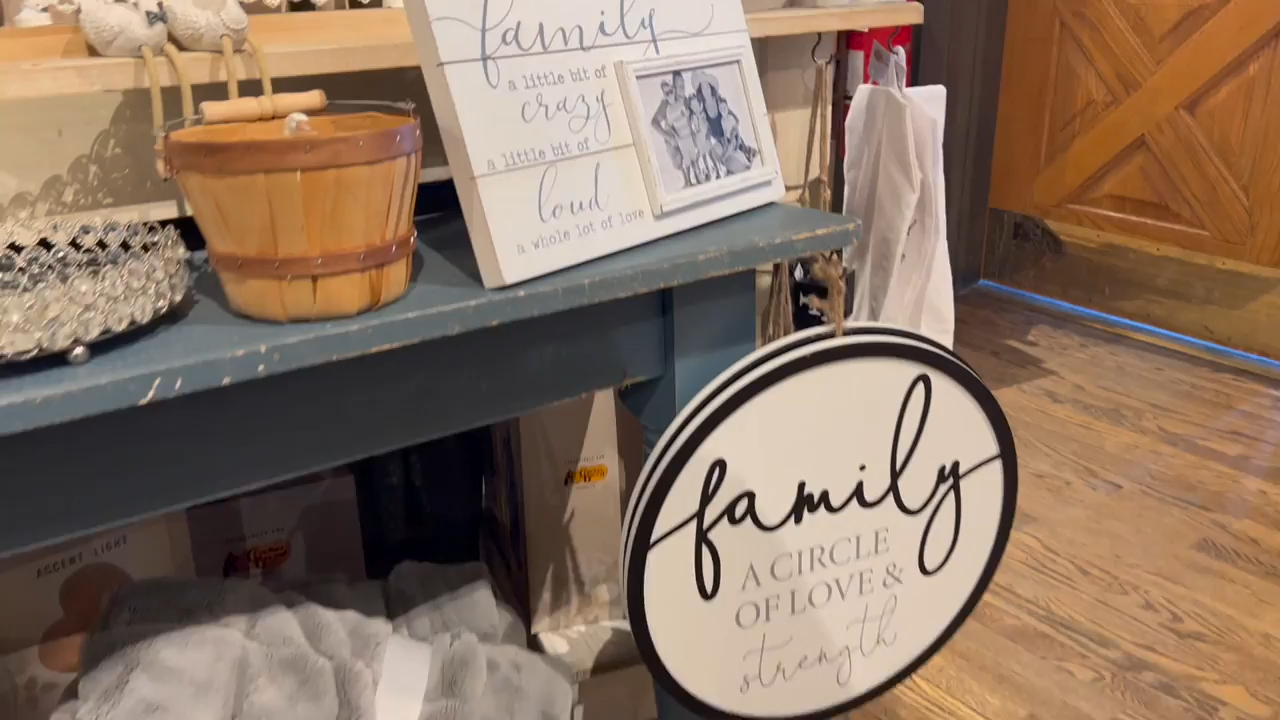 family
a little bit of
crazy
a little bit of
loud
a whole lot of love
family
A CIRCLE
OF LOVE &
strength
ACCENT LIGHT